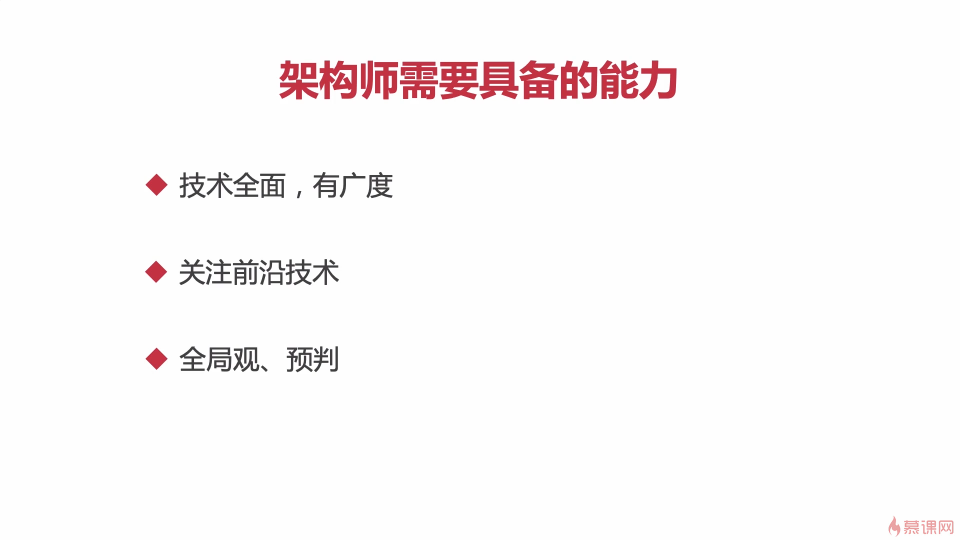 架构师需要具备的能力
技术全面，有广度
关注前沿技术
全局观、预判
慕课网